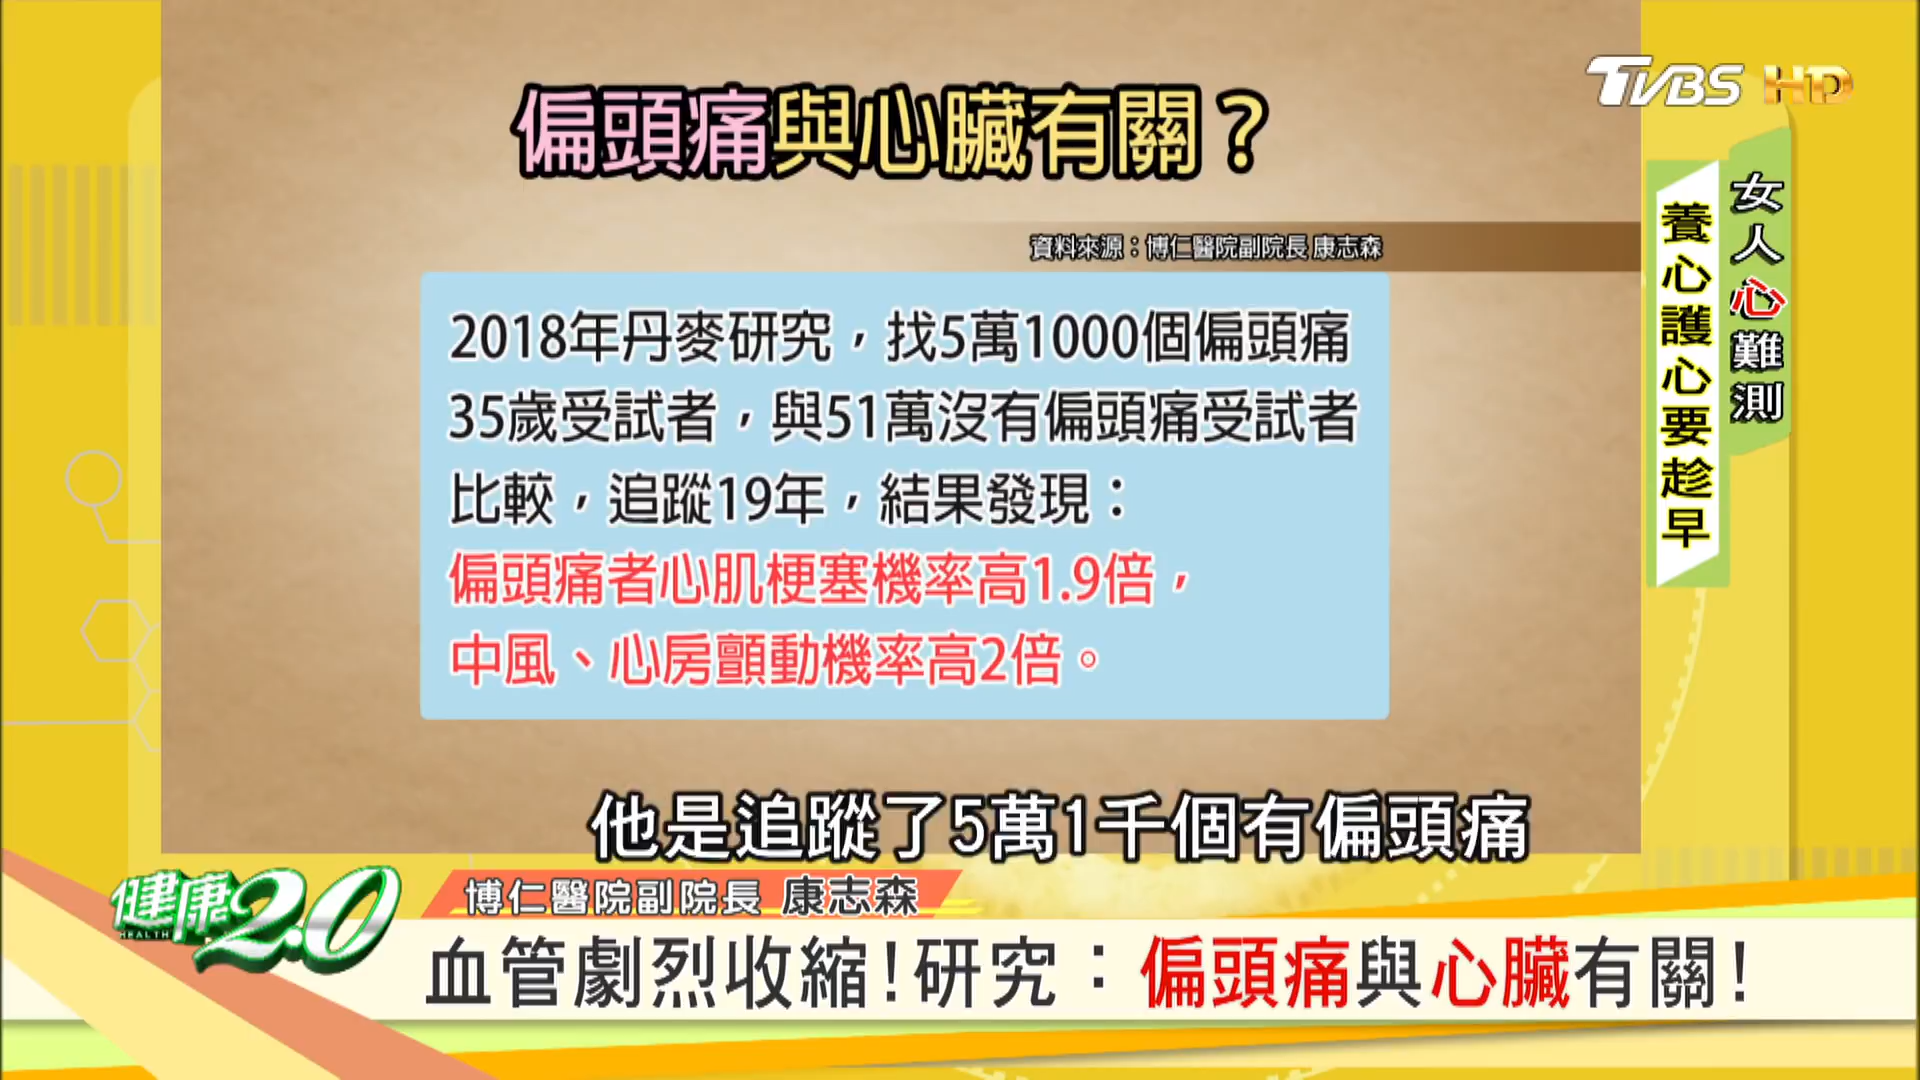 偏頭痛與心臟有關？
TVBS HD
資料來源：博仁醫院副院長 康志森
女人心難測
養心護心要趁早
2018年丹麥研究，找5萬1000個偏頭痛
35歲受試者，與51萬沒有偏頭痛受試者
比較，追蹤19年，結果發現：
偏頭痛者心肌梗塞機率高1.9倍，
中風、心房顫動機率高2倍。
他是追蹤了5萬1千個有偏頭痛
健康2.0
HEALTH
博仁醫院副院長 康志森
血管劇烈收縮!研究：偏頭痛與心臟有關!